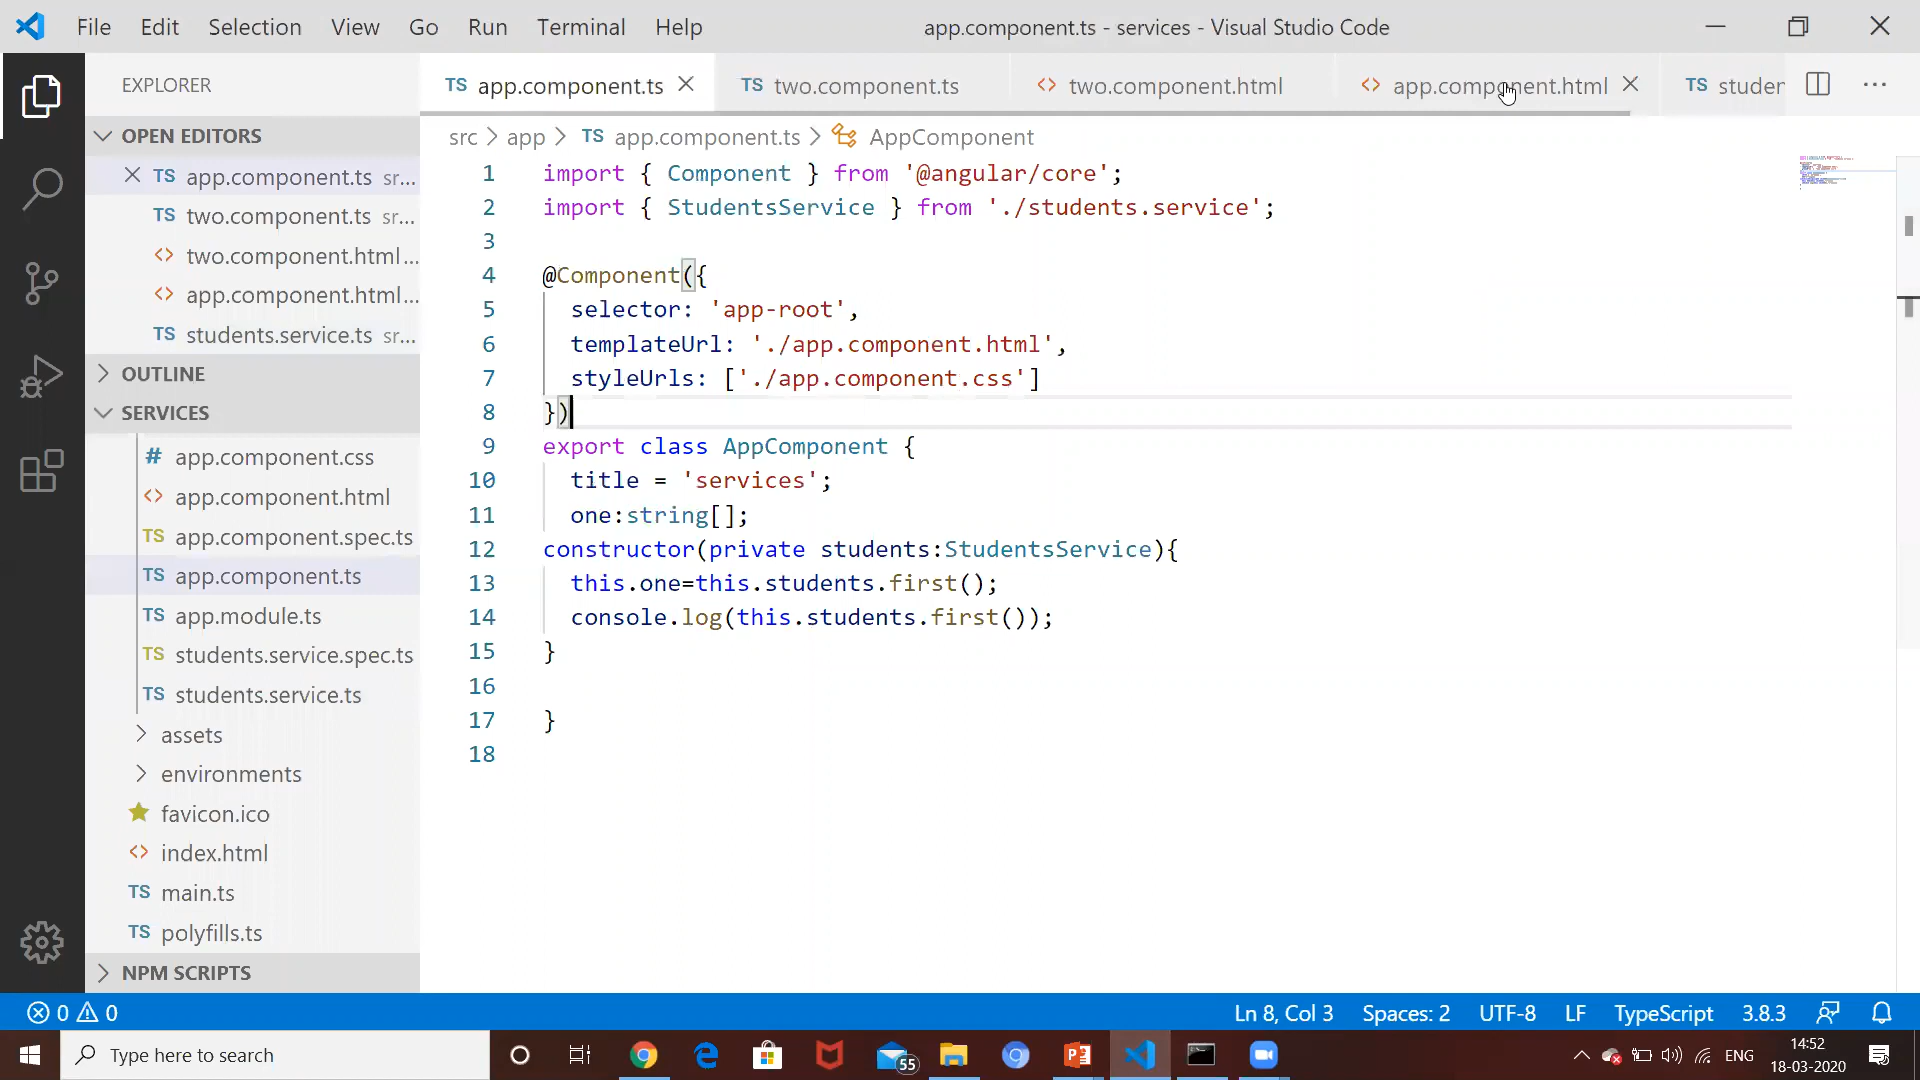 File Edit Selection View Go Run Terminal Help
app.component.ts - services - Visual Studio Code
EXPLORER
TS app.component.ts
TS two.component.ts
<> two.component.html
<> app.component.html
TS studer
OPEN EDITORS
TS app.component.ts sr...
TS two.component.ts sr...
<> two.component.html ...
<> app.component.html ...
TS students.service.ts sr...
OUTLINE
SERVICES
# app.component.css
<> app.component.html
TS app.component.spec.ts
TS app.component.ts
TS app.module.ts
TS students.service.spec.ts
TS students.service.ts
assets
environments
favicon.ico
<> index.html
TS main.ts
TS polyfills.ts
NPM SCRIPTS
src > app > TS app.component.ts > AppComponent
1 import { Component } from '@angular/core';
2 import { StudentsService } from './students.service';
3
4 @Component({
5 selector: 'app-root',
6 templateUrl: './app.component.html',
7 styleUrls: ['./app.component.css']
8 })
9 export class AppComponent {
10 title = 'services';
11 one:string[];
12 constructor(private students:StudentsService){
13 this.one=this.students.first();
14 console.log(this.students.first());
15 }
16
17 }
18
0 0
Ln 8, Col 3
Spaces: 2
UTF-8
LF
TypeScript
3.8.3
Type here to search
55
ENG
14:52
18-03-2020